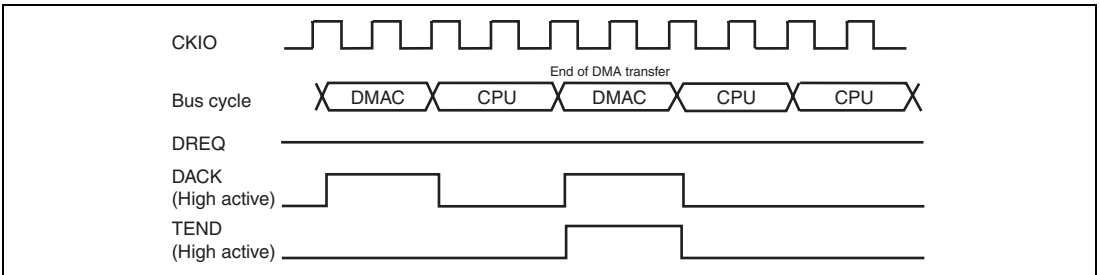 CKIO
End of DMA transfer
Bus cycle DMAC CPU DMAC CPU CPU
DREQ
DACK
(High active)
TEND
(High active)